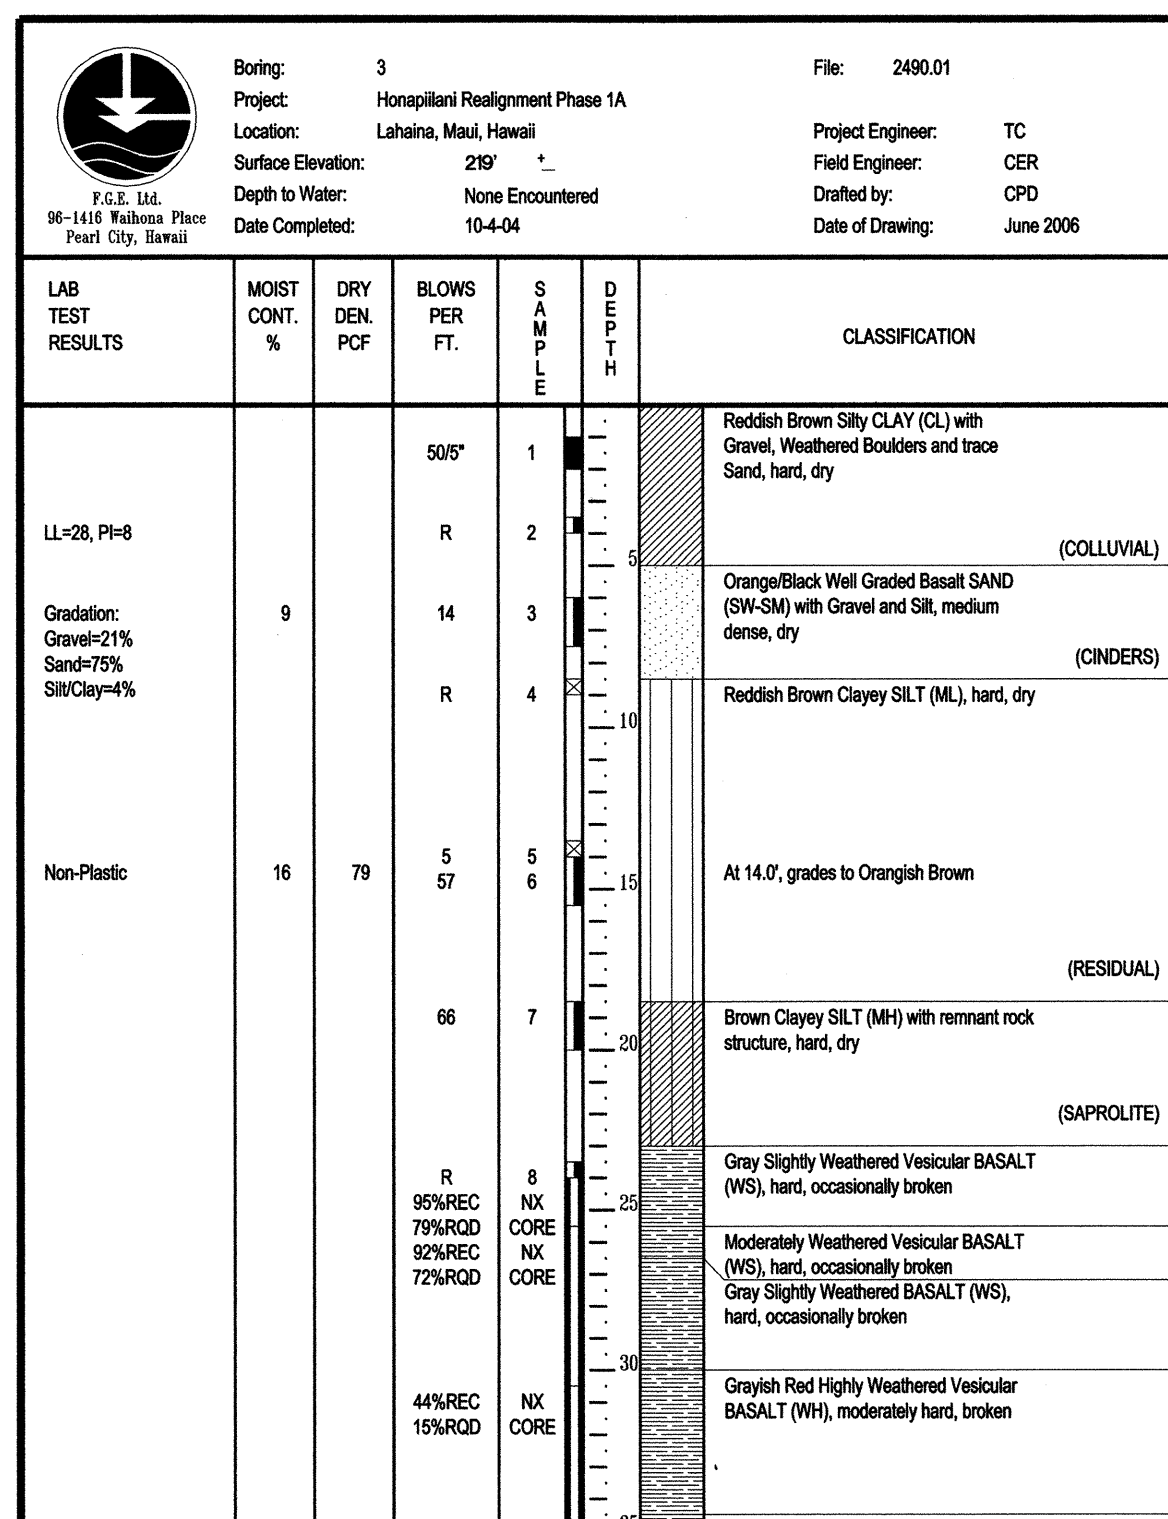 Boring: 3 File: 2490.01
Project: Honapiilani Realignment Phase 1A
Location: Lahaina, Maui, Hawaii Project Engineer: TC
Surface Elevation: 219' +_ Field Engineer: CER
Depth to Water: None Encountered Drafted by: CPD
Date Completed: 10-4-04 Date of Drawing: June 2006
F.G.E. Ltd.
96-1416 Waihona Place
Pearl City, Hawaii
LAB TEST RESULTS
MOIST CONT. %
DRY DEN. PCF
BLOWS PER FT.
SAMPLE
DEPTH
CLASSIFICATION
Reddish Brown Silty CLAY (CL) with
Gravel, Weathered Boulders and trace
50/5" 1
Sand, hard, dry
LL=28, PI=8 R 2
(COLLUVIAL)
5
Orange/Black Well Graded Basalt SAND
Gradation: 9 14 3 (SW-SM) with Gravel and Silt, medium
Gravel=21% dense, dry
Sand=75% (CINDERS)
Silt/Clay=4% R 4 Reddish Brown Clayey SILT (ML), hard, dry
10
5 5
Non-Plastic 16 79 At 14.0', grades to Orangish Brown
57 6 15
(RESIDUAL)
66 7 Brown Clayey SILT (MH) with remnant rock
20 structure, hard, dry
(SAPROLITE)
Gray Slightly Weathered Vesicular BASALT
R 8 (WS), hard, occasionally broken
95%REC NX 25
79%RQD CORE
Moderately Weathered Vesicular BASALT
92%REC NX (WS), hard, occasionally broken
72%RQD CORE
Gray Slightly Weathered BASALT (WS),
hard, occasionally broken
30
Grayish Red Highly Weathered Vesicular
44%REC NX BASALT (WH), moderately hard, broken
15%RQD CORE